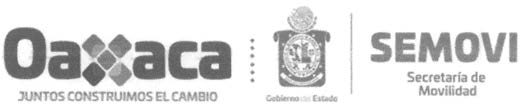 Oaxaca
JUNTOS CONSTRUIMOS EL CAMBIO
Gobierno del Estado
SEMOVI
Secretaría de
Movilidad